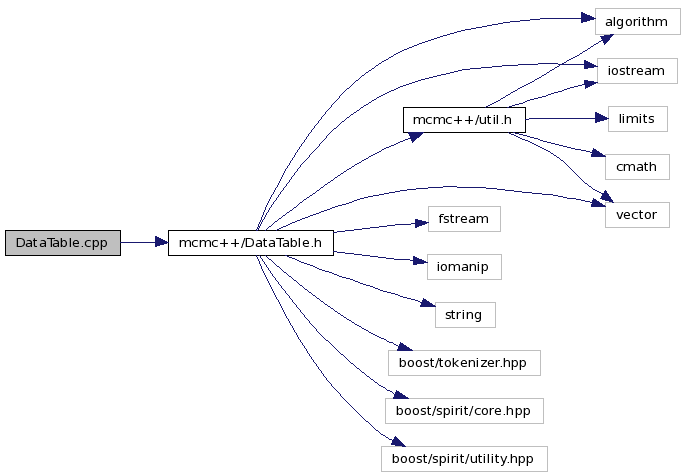 algorithm
iostream
mcmc++/util.h
limits
cmath
vector
fstream
DataTable.cpp
mcmc++/DataTable.h
iomanip
string
boost/tokenizer.hpp
boost/spirit/core.hpp
boost/spirit/utility.hpp